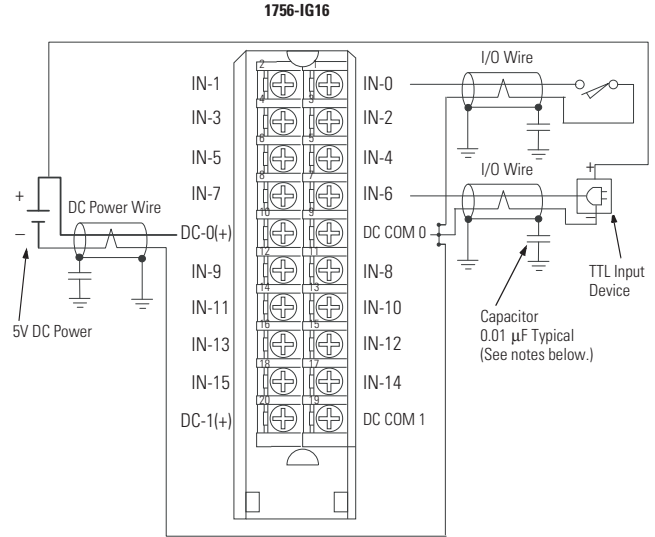 1756-IG16
I/O Wire
2 1
IN-1 IN-0
4 3
IN-3 IN-2
6 5
IN-5 IN-4
I/O Wire
8 7
+
IN-7 IN-6
+
DC Power Wire
10 9
–
DC-0(+) DC COM 0
–
12 11
IN-9 IN-8
TTL Input
Device
14 13
IN-11 IN-10
Capacitor
0.01 µF Typical
(See notes below.)
5V DC Power
16 15
IN-13 IN-12
18 17
IN-15 IN-14
20 19
DC-1(+) DC COM 1